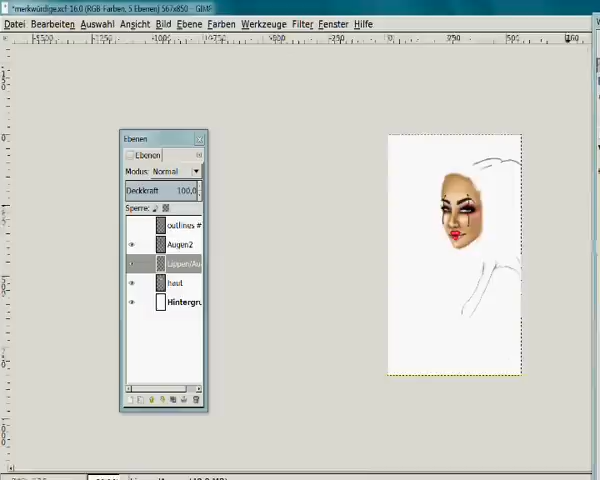 *merkwürdige.xcf-16.0 (RGB-Farben, 5 Ebenen) 567x850 – GIMP
Datei Bearbeiten Auswahl Ansicht Bild Ebene Farben Werkzeuge Filter Fenster Hilfe
Ebenen
Ebenen
Modus: Normal
Deckkraft 100,0
Sperre:
outlines #
Augen2
Lippen/Au
haut
Hintergru